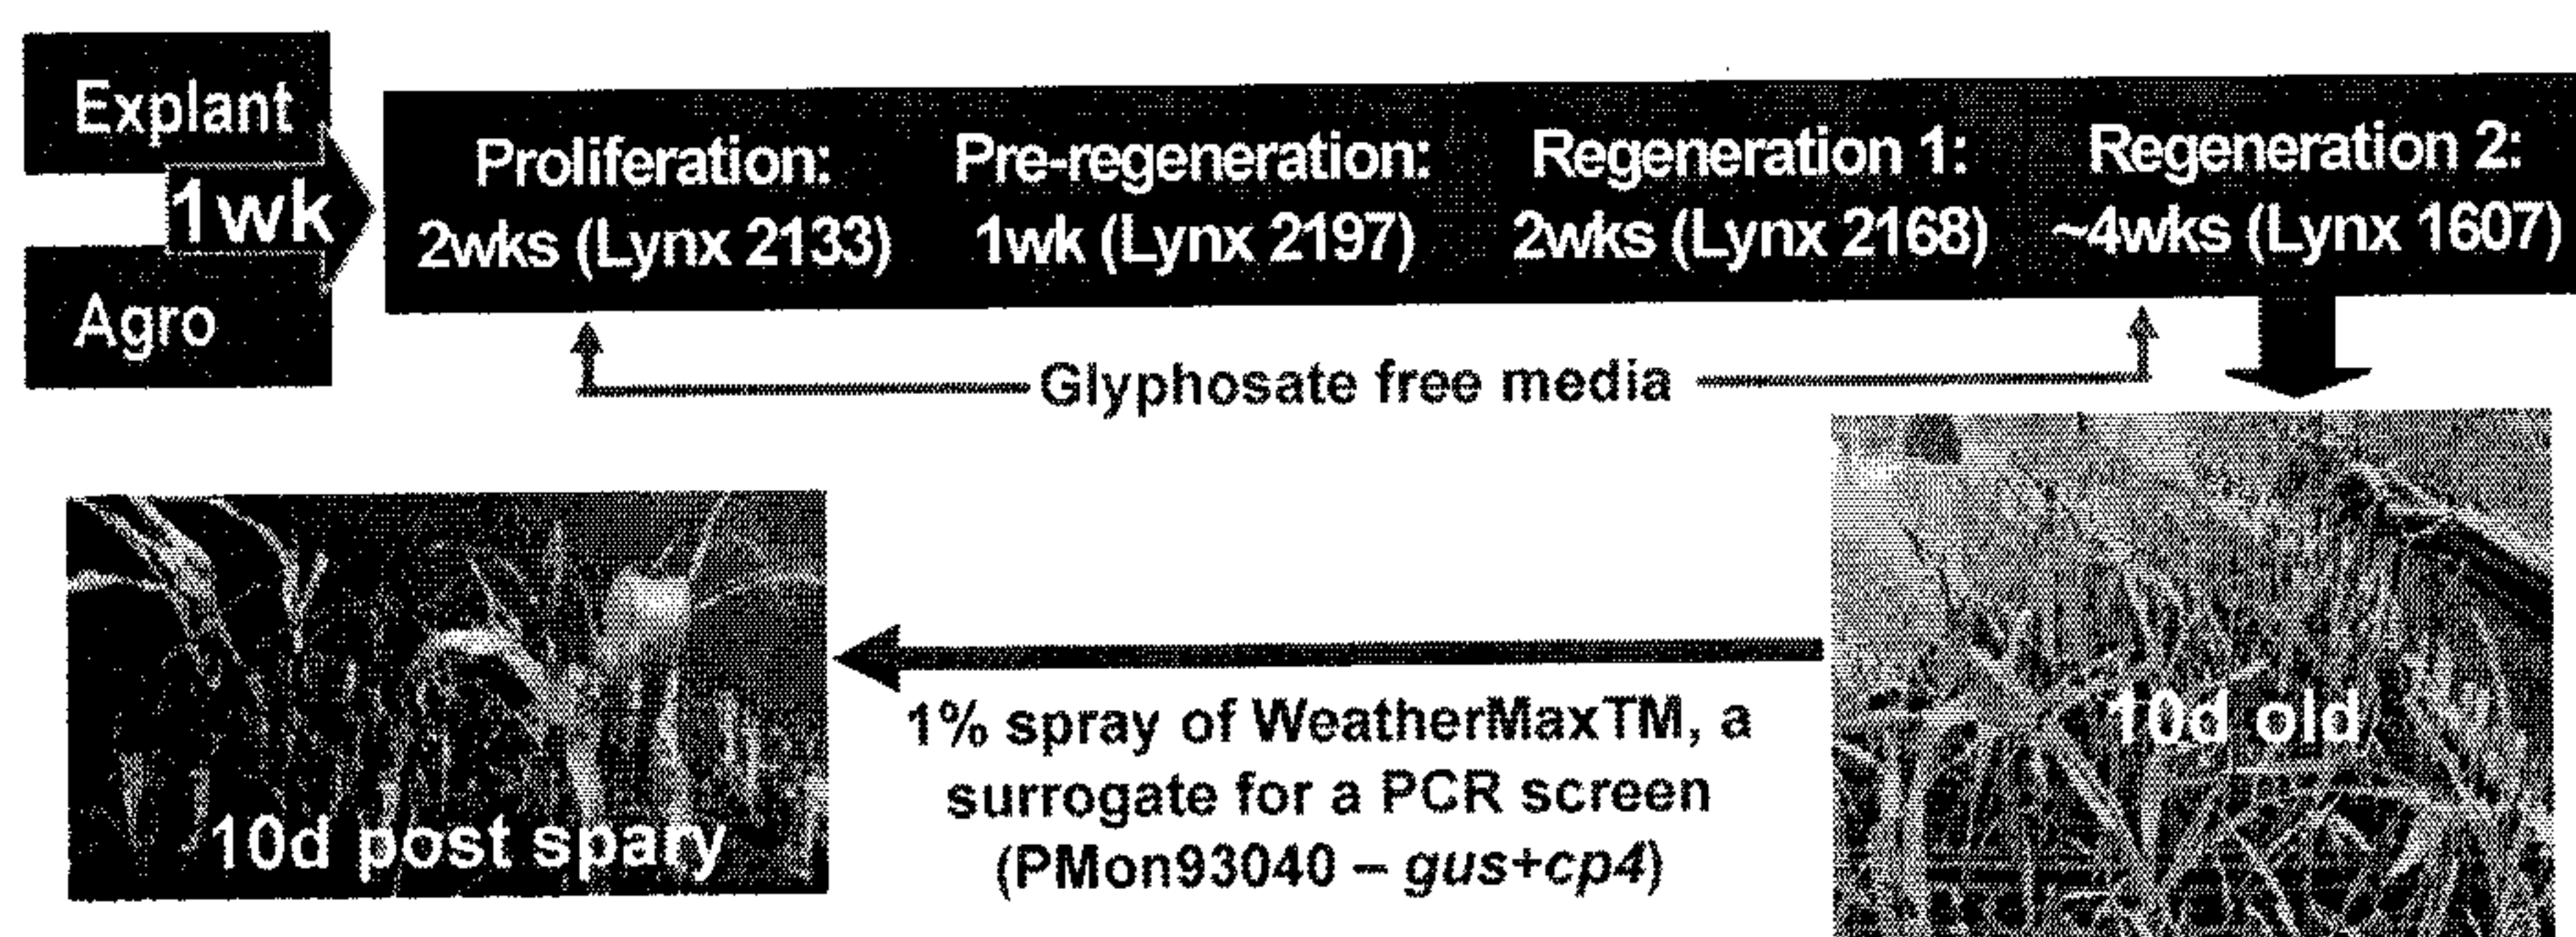 Explant
1wk
Agro
Proliferation:
2wks (Lynx 2133)
Pre-regeneration:
1wk (Lynx 2197)
Regeneration 1:
2wks (Lynx 2168)
Regeneration 2:
~4wks (Lynx 1607)
Glyphosate free media
10d old
1% spray of WeatherMaxTM, a
surrogate for a PCR screen
(PMon93040 – gus+cp4)
10d post spary